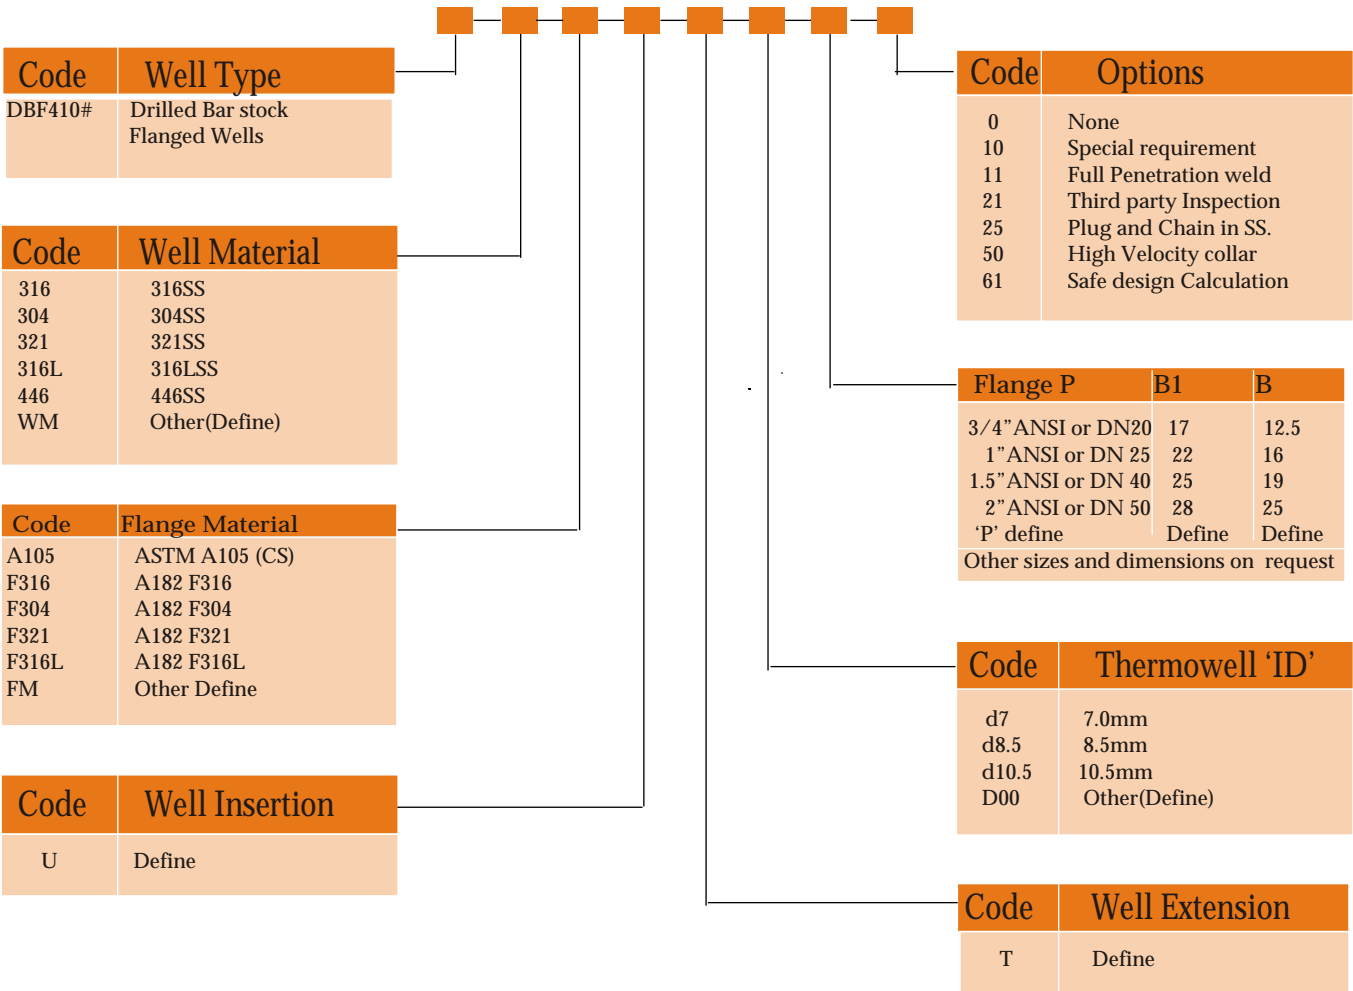 Code Well Type
DBF410# Drilled Bar stock
Flanged Wells
Code Well Material
316 316SS
304 304SS
321 321SS
316L 316LSS
446 446SS
WM Other(Define)
Code Flange Material
A105 ASTM A105 (CS)
F316 A182 F316
F304 A182 F304
F321 A182 F321
F316L A182 F316L
FM Other Define
Code Well Insertion
U Define
Code Options
0 None
10 Special requirement
11 Full Penetration weld
21 Third party Inspection
25 Plug and Chain in SS.
50 High Velocity collar
61 Safe design Calculation
Flange P B1 B
3/4”ANSI or DN20 17 12.5
1”ANSI or DN 25 22 16
1.5”ANSI or DN 40 25 19
2”ANSI or DN 50 28 25
‘P’ define Define Define
Other sizes and dimensions on request
Code Thermowell ‘ID’
d7 7.0mm
d8.5 8.5mm
d10.5 10.5mm
D00 Other(Define)
Code Well Extension
T Define